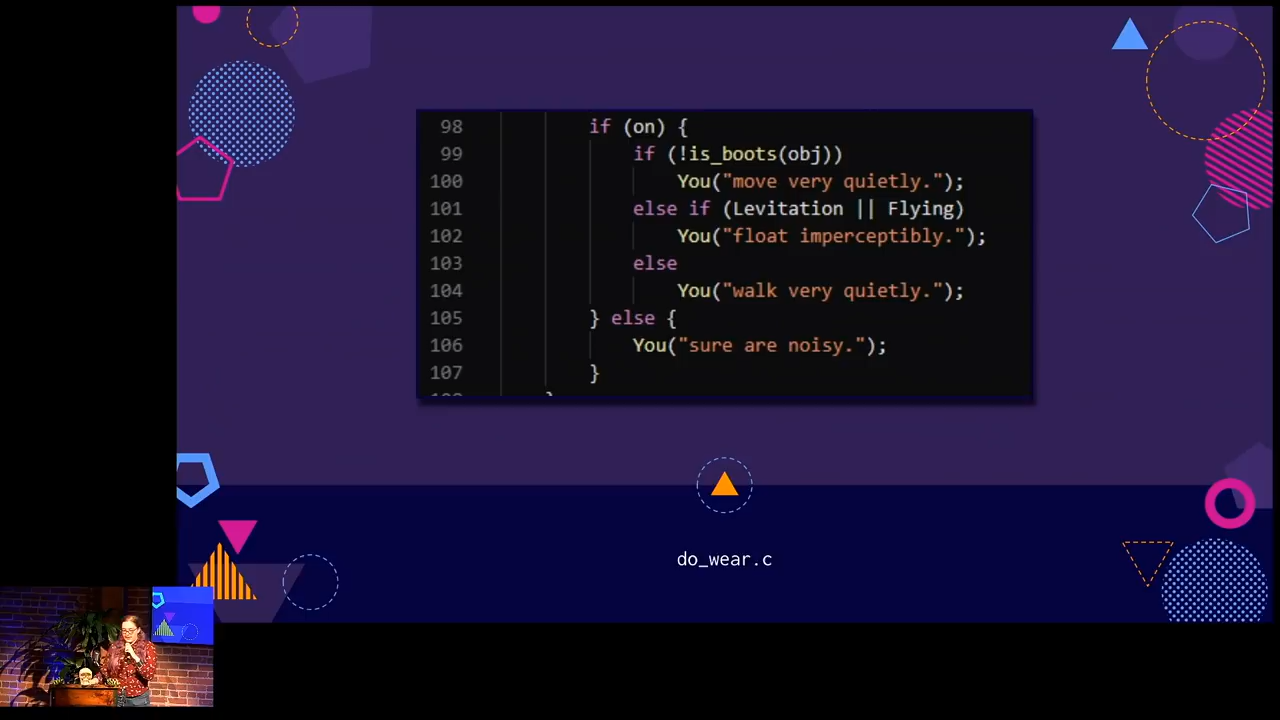 98 if (on) {
99 if (!is_boots(obj))
100 You("move very quietly.");
101 else if (Levitation || Flying)
102 You("float imperceptibly.");
103 else
104 You("walk very quietly.");
105 } else {
106 You("sure are noisy.");
107 }
}
do_wear.c